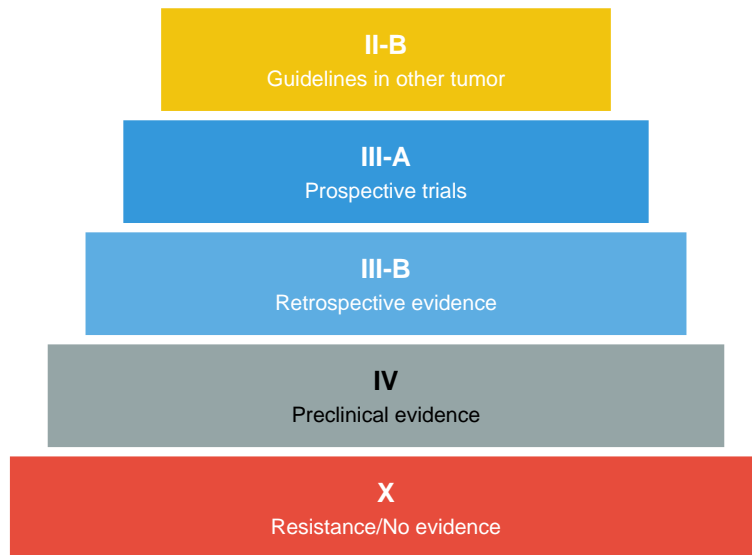 II-B
Guidelines in other tumor
III-A
Prospective trials
III-B
Retrospective evidence
IV
Preclinical evidence
X
Resistance/No evidence